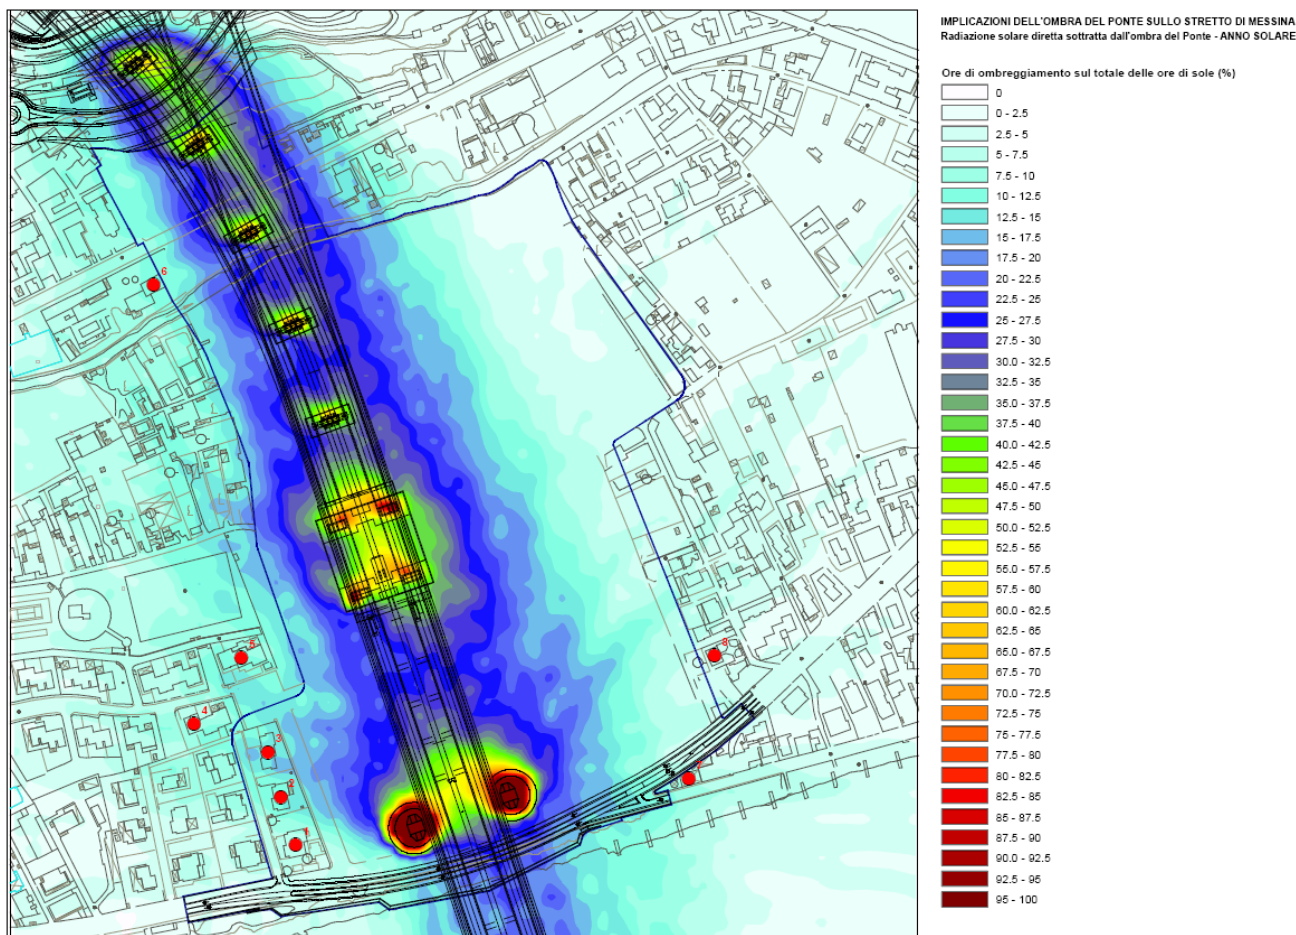 IMPLICAZIONI DELL'OMBRA DEL PONTE SULLO STRETTO DI MESSINA
Radiazione solare diretta sottratta dall'ombra del Ponte - ANNO SOLARE
Ore di ombreggiamento sul totale delle ore di sole (%)
0
0 - 2.5
2.5 - 5
5 - 7.5
7.5 - 10
10 - 12.5
12.5 - 15
15 - 17.5
17.5 - 20
20 - 22.5
22.5 - 25
25 - 27.5
27.5 - 30
30.0 - 32.5
32.5 - 35
35.0 - 37.5
37.5 - 40
40.0 - 42.5
42.5 - 45
45.0 - 47.5
47.5 - 50
50.0 - 52.5
52.5 - 55
55.0 - 57.5
57.5 - 60
60.0 - 62.5
62.5 - 65
65.0 - 67.5
67.5 - 70
70.0 - 72.5
72.5 - 75
75 - 77.5
77.5 - 80
80 - 82.5
82.5 - 85
85 - 87.5
87.5 - 90
90.0 - 92.5
92.5 - 95
95 - 100
6
5
8
4
3
7
2
1